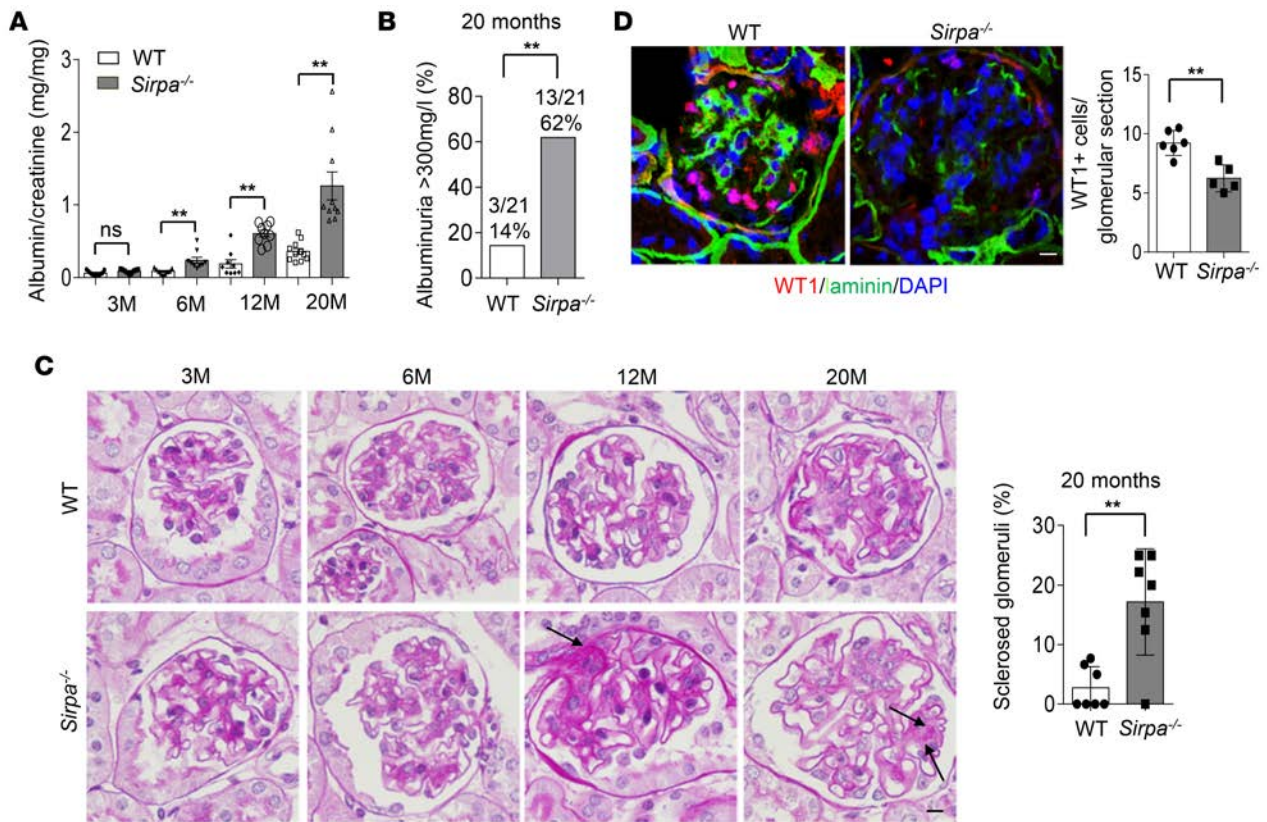 A
WT
Sirpa-/-
Albumin/creatinine (mg/mg)
3
2
1
0
ns
**
**
**
3M
6M
12M
20M
B
20 months
**
Albuminuria >300mg/l (%)
80
60
40
20
0
3/21
14%
13/21
62%
WT
Sirpa-/-
D
WT
Sirpa-/-
WT1/laminin/DAPI
WT1+ cells/
glomerular section
15
10
5
0
**
WT
Sirpa-/-
C
3M
6M
12M
20M
WT
Sirpa-/-
20 months
**
Sclerosed glomeruli (%)
30
20
10
0
WT
Sirpa-/-